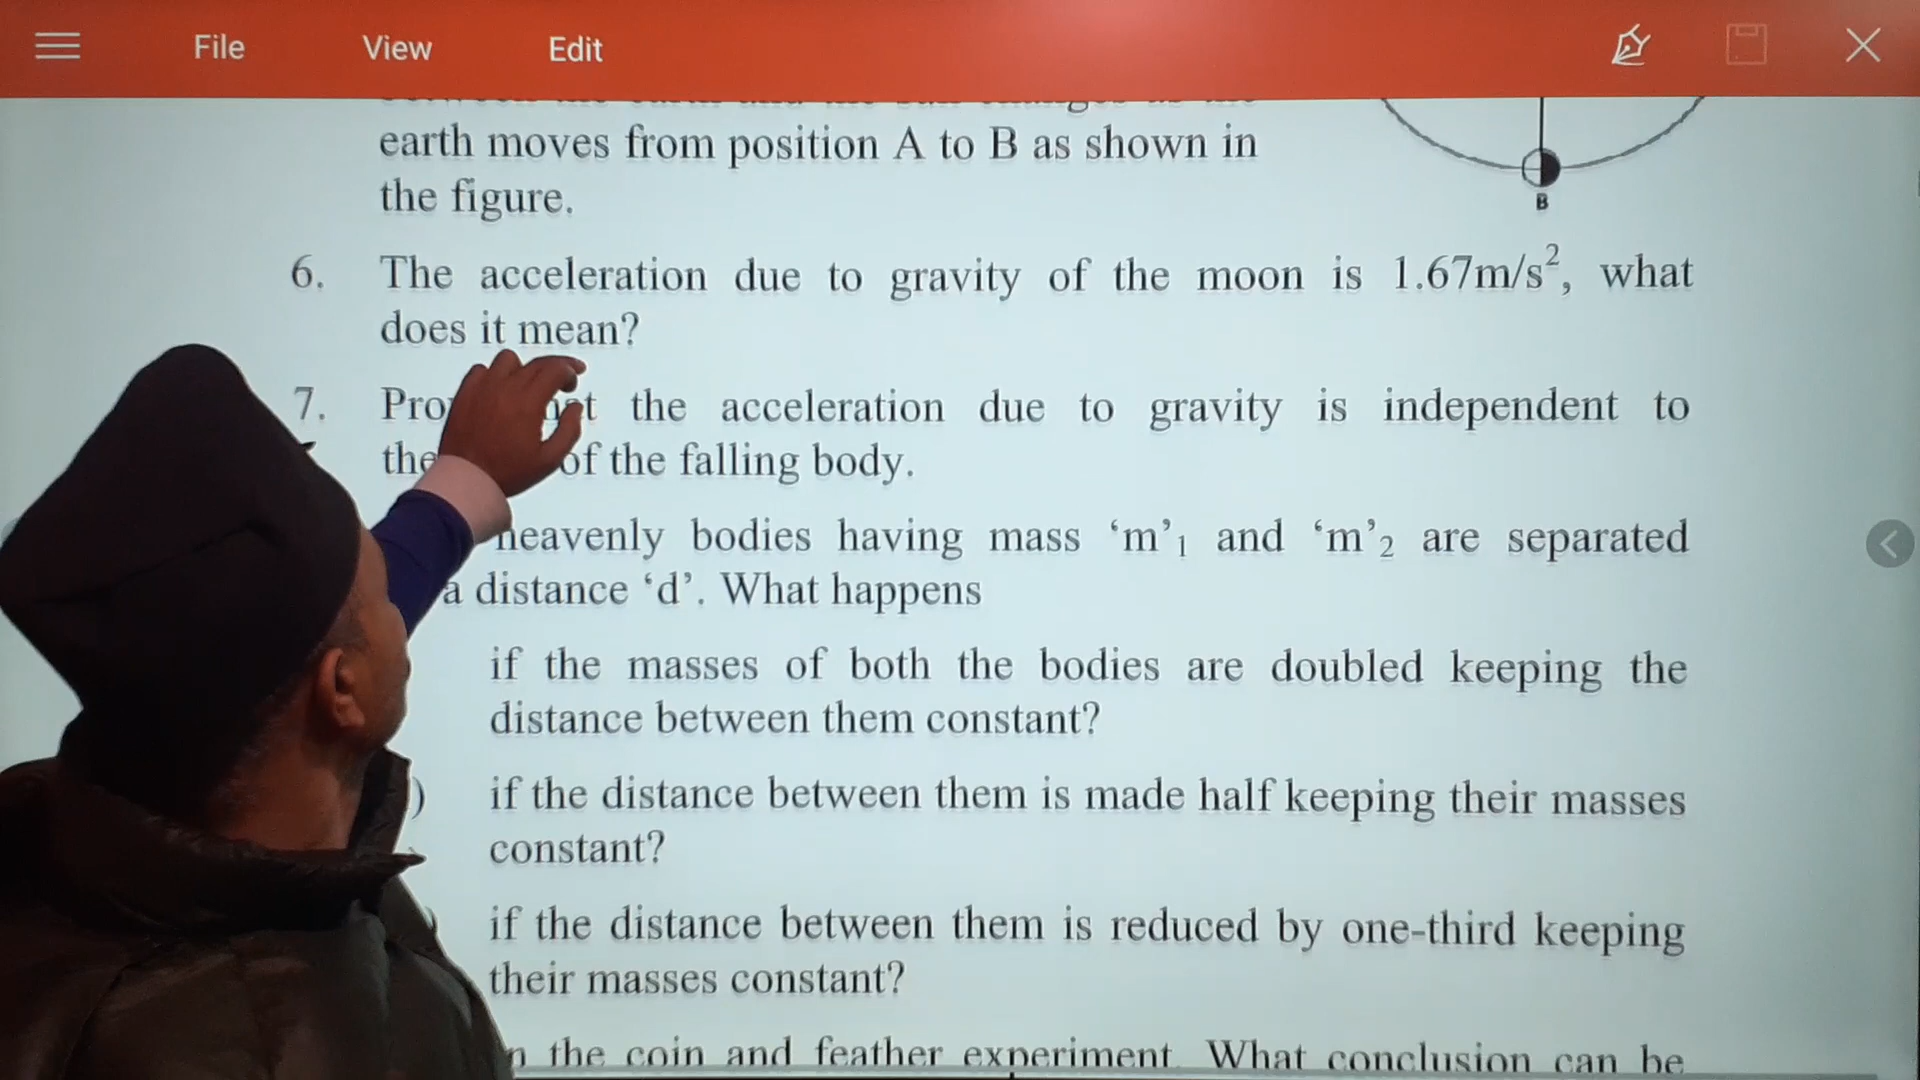 File View Edit
earth moves from position A to B as shown in
the figure.
B
6. The acceleration due to gravity of the moon is 1.67m/s², what
does it mean?
7. the acceleration due to gravity is independent to
of the falling body.
heavenly bodies having mass ‘m’₁ and ‘m’₂ are separated
a distance ‘d’. What happens
if the masses of both the bodies are doubled keeping the
distance between them constant?
) if the distance between them is made half keeping their masses
constant?
) if the distance between them is reduced by one-third keeping
their masses constant?
the coin and feather experiment. What conclusion can be